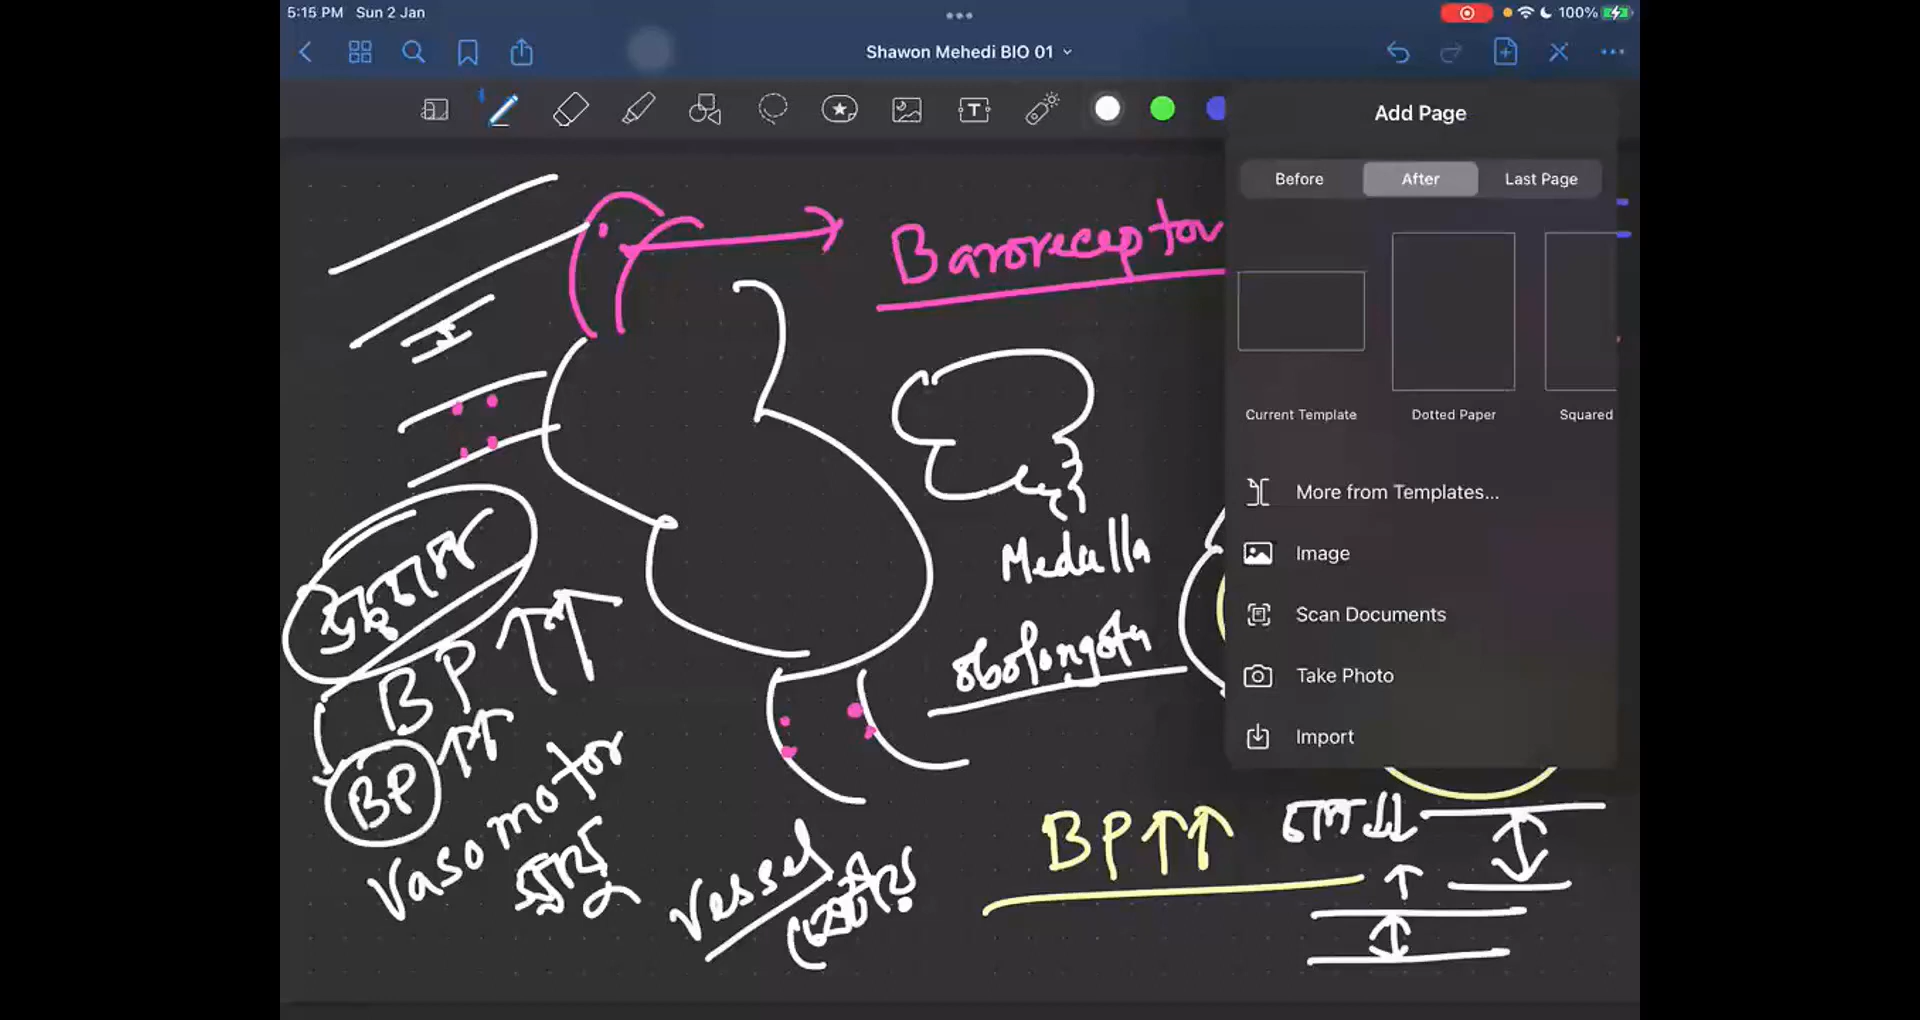 5:15 PM Sun 2 Jan
100%
Shawon Mehedi BIO 01
Add Page
Before After Last Page
Current Template Dotted Paper Squared
More from Templates...
Image
Scan Documents
Take Photo
Import
Baroreceptor
Medulla
obolongata
BP ↑↑
BP ↑↑
Vasomotor
স্নায়ু
Vessel
BP↑↑